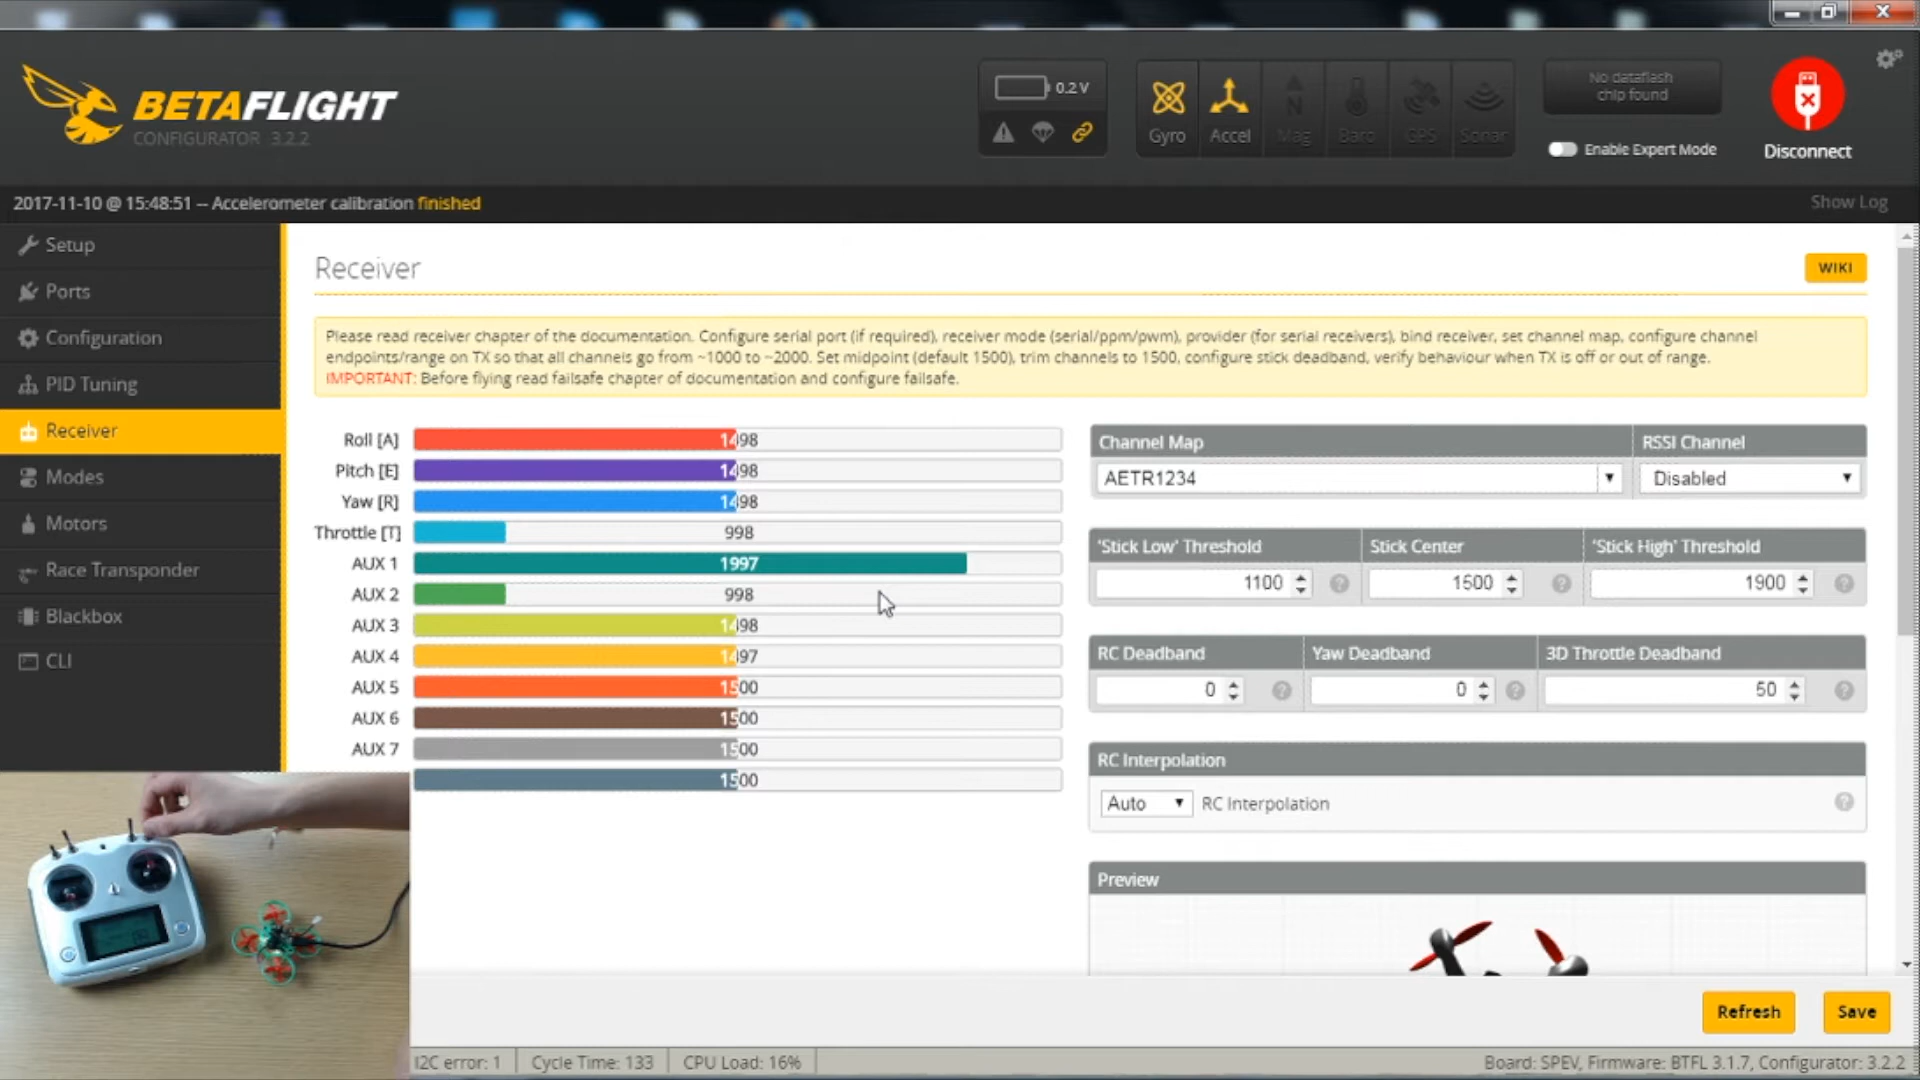 BETAFLIGHT
CONFIGURATOR 3.2.2
0.2 V
Gyro
Accel
Mag
Baro
GPS
Sonar
No dataflash
chip found
Enable Expert Mode
Disconnect
2017-11-10 @ 15:48:51 -- Accelerometer calibration finished
Show Log
Setup
Ports
Configuration
PID Tuning
Receiver
Modes
Motors
Race Transponder
Blackbox
CLI
Receiver
WIKI
Please read receiver chapter of the documentation. Configure serial port (if required), receiver mode (serial/ppm/pwm), provider (for serial receivers), bind receiver, set channel map, configure channel
endpoints/range on TX so that all channels go from ~1000 to ~2000. Set midpoint (default 1500), trim channels to 1500, configure stick deadband, verify behaviour when TX is off or out of range.
IMPORTANT: Before flying read failsafe chapter of documentation and configure failsafe.
Roll [A] 1498
Pitch [E] 1498
Yaw [R] 1498
Throttle [T] 998
AUX 1 1997
AUX 2 998
AUX 3 1498
AUX 4 1497
AUX 5 1500
AUX 6 1500
AUX 7 1500
1500
Channel Map
RSSI Channel
AETR1234
Disabled
'Stick Low' Threshold
Stick Center
'Stick High' Threshold
1100
1500
1900
RC Deadband
Yaw Deadband
3D Throttle Deadband
0
0
50
RC Interpolation
Auto
RC Interpolation
Preview
Refresh
Save
I2C error: 1
Cycle Time: 133
CPU Load: 16%
Board: SPEV, Firmware: BTFL 3.1.7, Configurator: 3.2.2